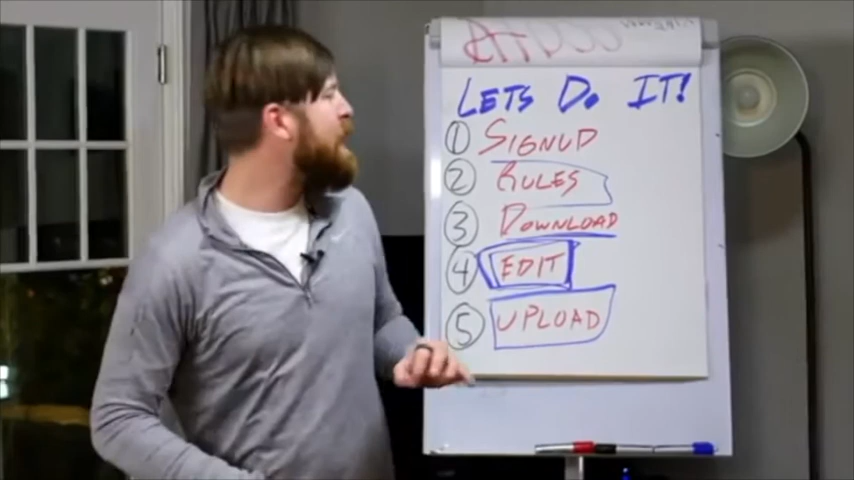 LETS DO IT!
1 SIGNUP
2 RULES
3 DOWNLOAD
4 EDIT
5 UPLOAD